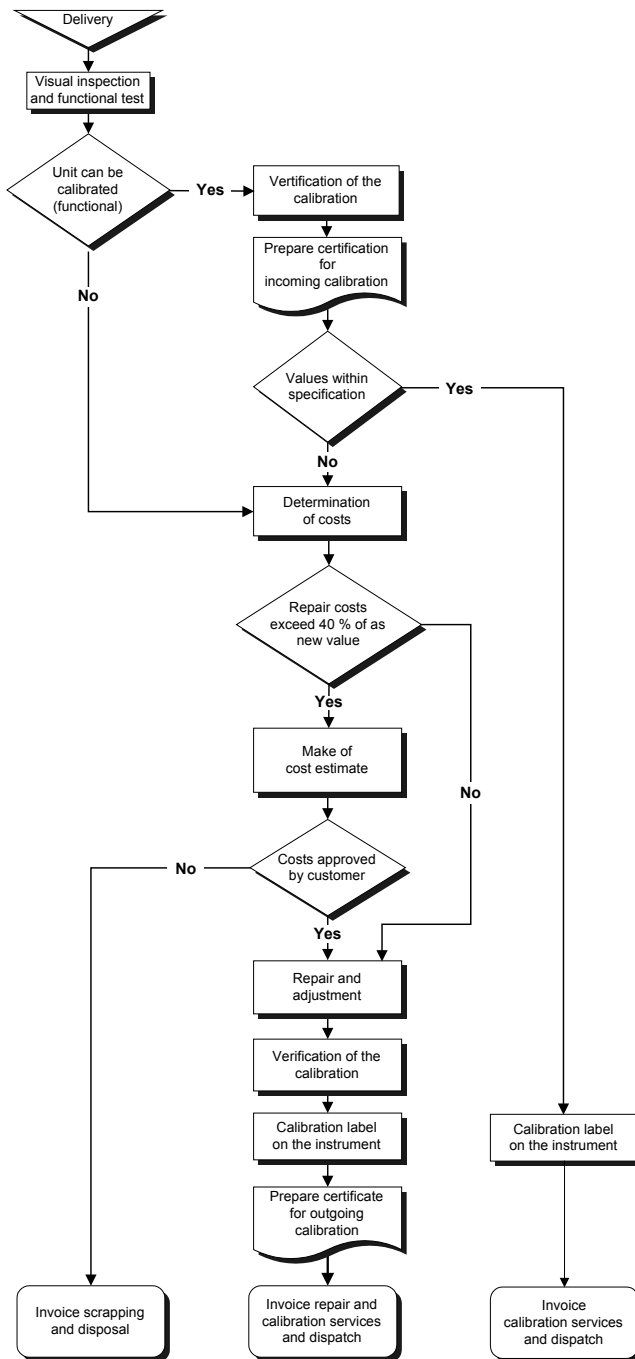 Delivery
Visual inspection
and functional test
Unit can be
calibrated
(functional)
Yes
Vertification of the
calibration
Prepare certification
for
incoming calibration
No
Values within
specification
Yes
No
Determination
of costs
Repair costs
exceed 40 % of as
new value
Yes
Make of
cost estimate
No
Costs approved
by customer
No
Yes
Repair and
adjustment
Verification of the
calibration
Calibration label
on the instrument
Calibration label
on the instrument
Prepare certificate
for outgoing
calibration
Invoice scrapping
and disposal
Invoice repair and
calibration services
and dispatch
Invoice
calibration services
and dispatch